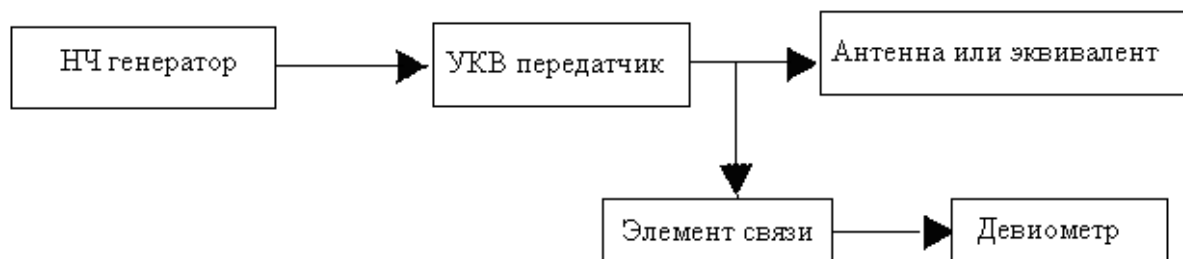 НЧ генератор
УКВ передатчик
Антенна или эквивалент
Элемент связи
Девиометр